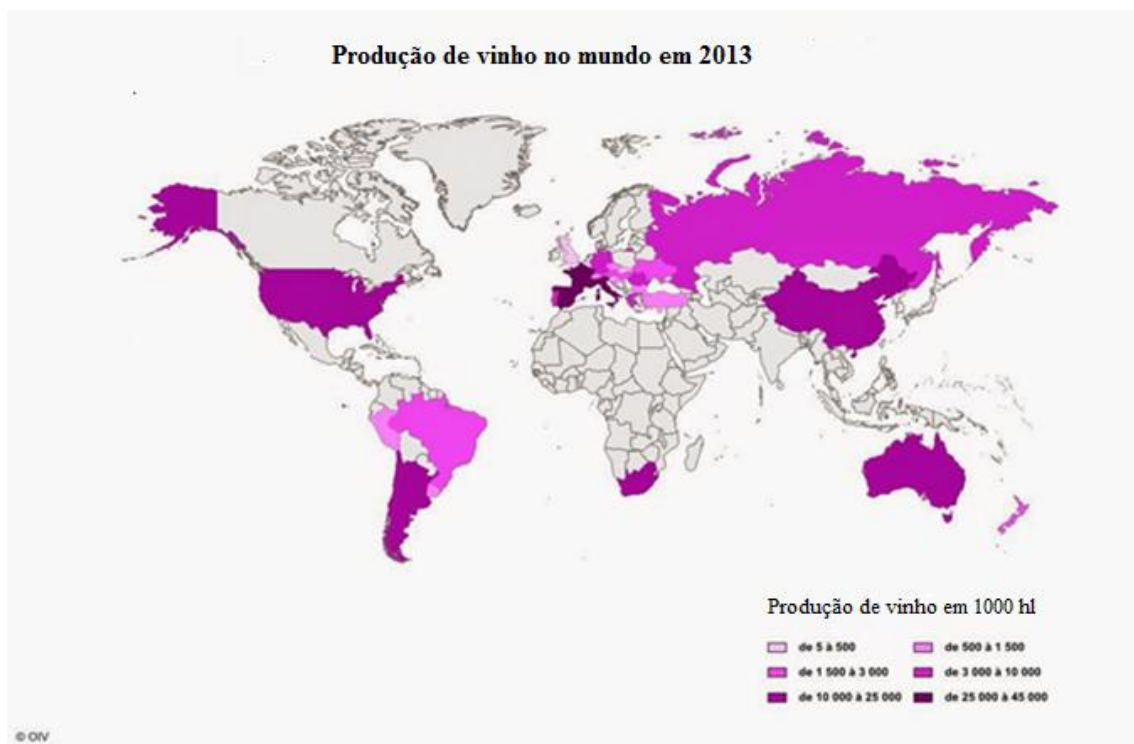 Produção de vinho no mundo em 2013
Produção de vinho em 1000 hl
de 5 à 500
de 500 à 1 500
de 1 500 à 3 000
de 3 000 à 10 000
de 10 000 à 25 000
de 25 000 à 45 000
© OIV